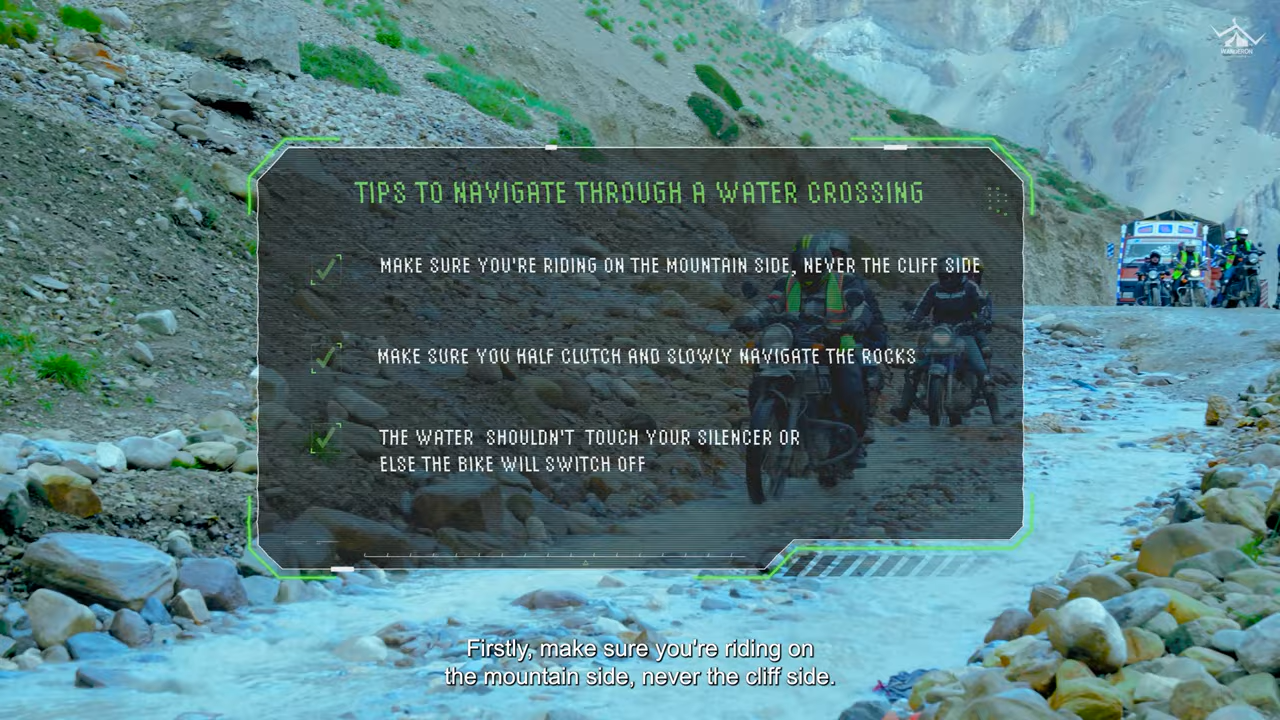 WANDERON
TIPS TO NAVIGATE THROUGH A WATER CROSSING
MAKE SURE YOU'RE RIDING ON THE MOUNTAIN SIDE, NEVER THE CLIFF SIDE
MAKE SURE YOU HALF CLUTCH AND SLOWLY NAVIGATE THE ROCKS
THE WATER SHOULDN'T TOUCH YOUR SILENCER OR
ELSE THE BIKE WILL SWITCH OFF
Firstly, make sure you're riding on
the mountain side, never the cliff side.